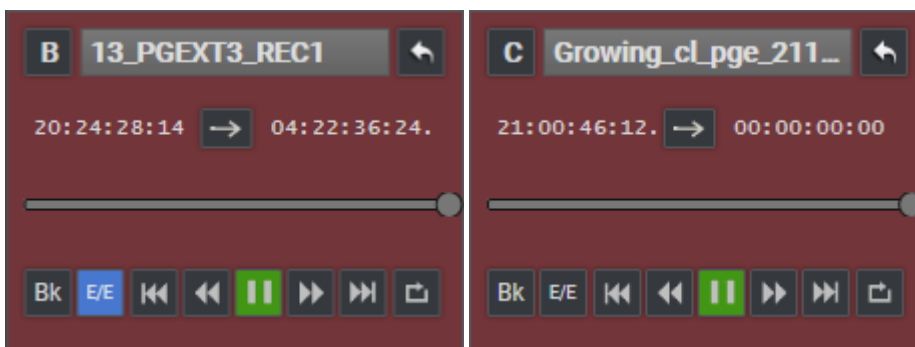 B 13_PGEXT3_REC1
20:24:28:14 04:22:36:24.
Bk E/E
C Growing_cl_pge_211...
21:00:46:12. 00:00:00:00
Bk E/E